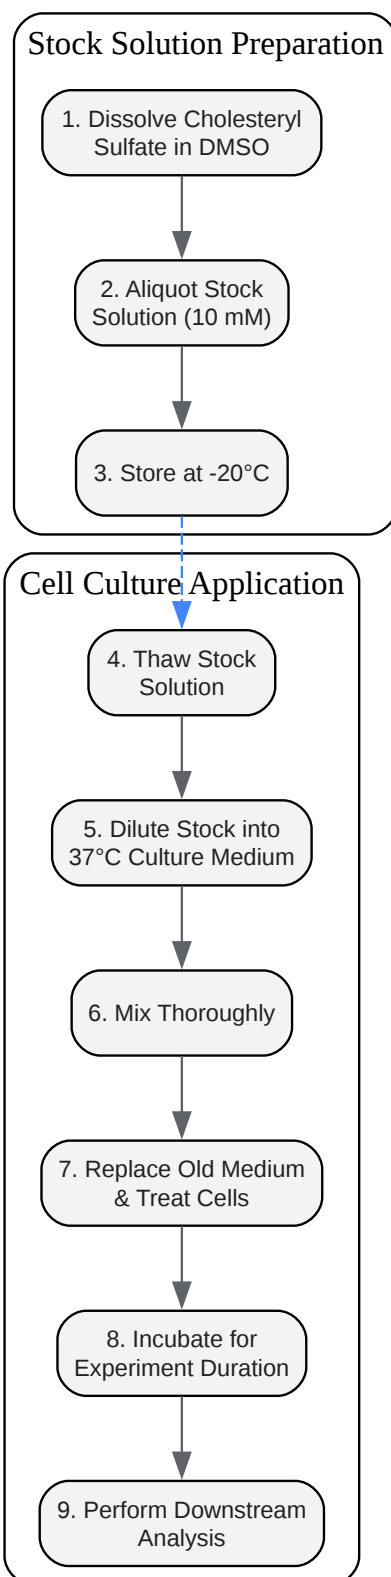 Stock Solution Preparation
1. Dissolve Cholesteryl
Sulfate in DMSO
2. Aliquot Stock
Solution (10 mM)
3. Store at -20°C
Cell Culture Application
4. Thaw Stock
Solution
5. Dilute Stock into
37°C Culture Medium
6. Mix Thoroughly
7. Replace Old Medium
& Treat Cells
8. Incubate for
Experiment Duration
9. Perform Downstream
Analysis